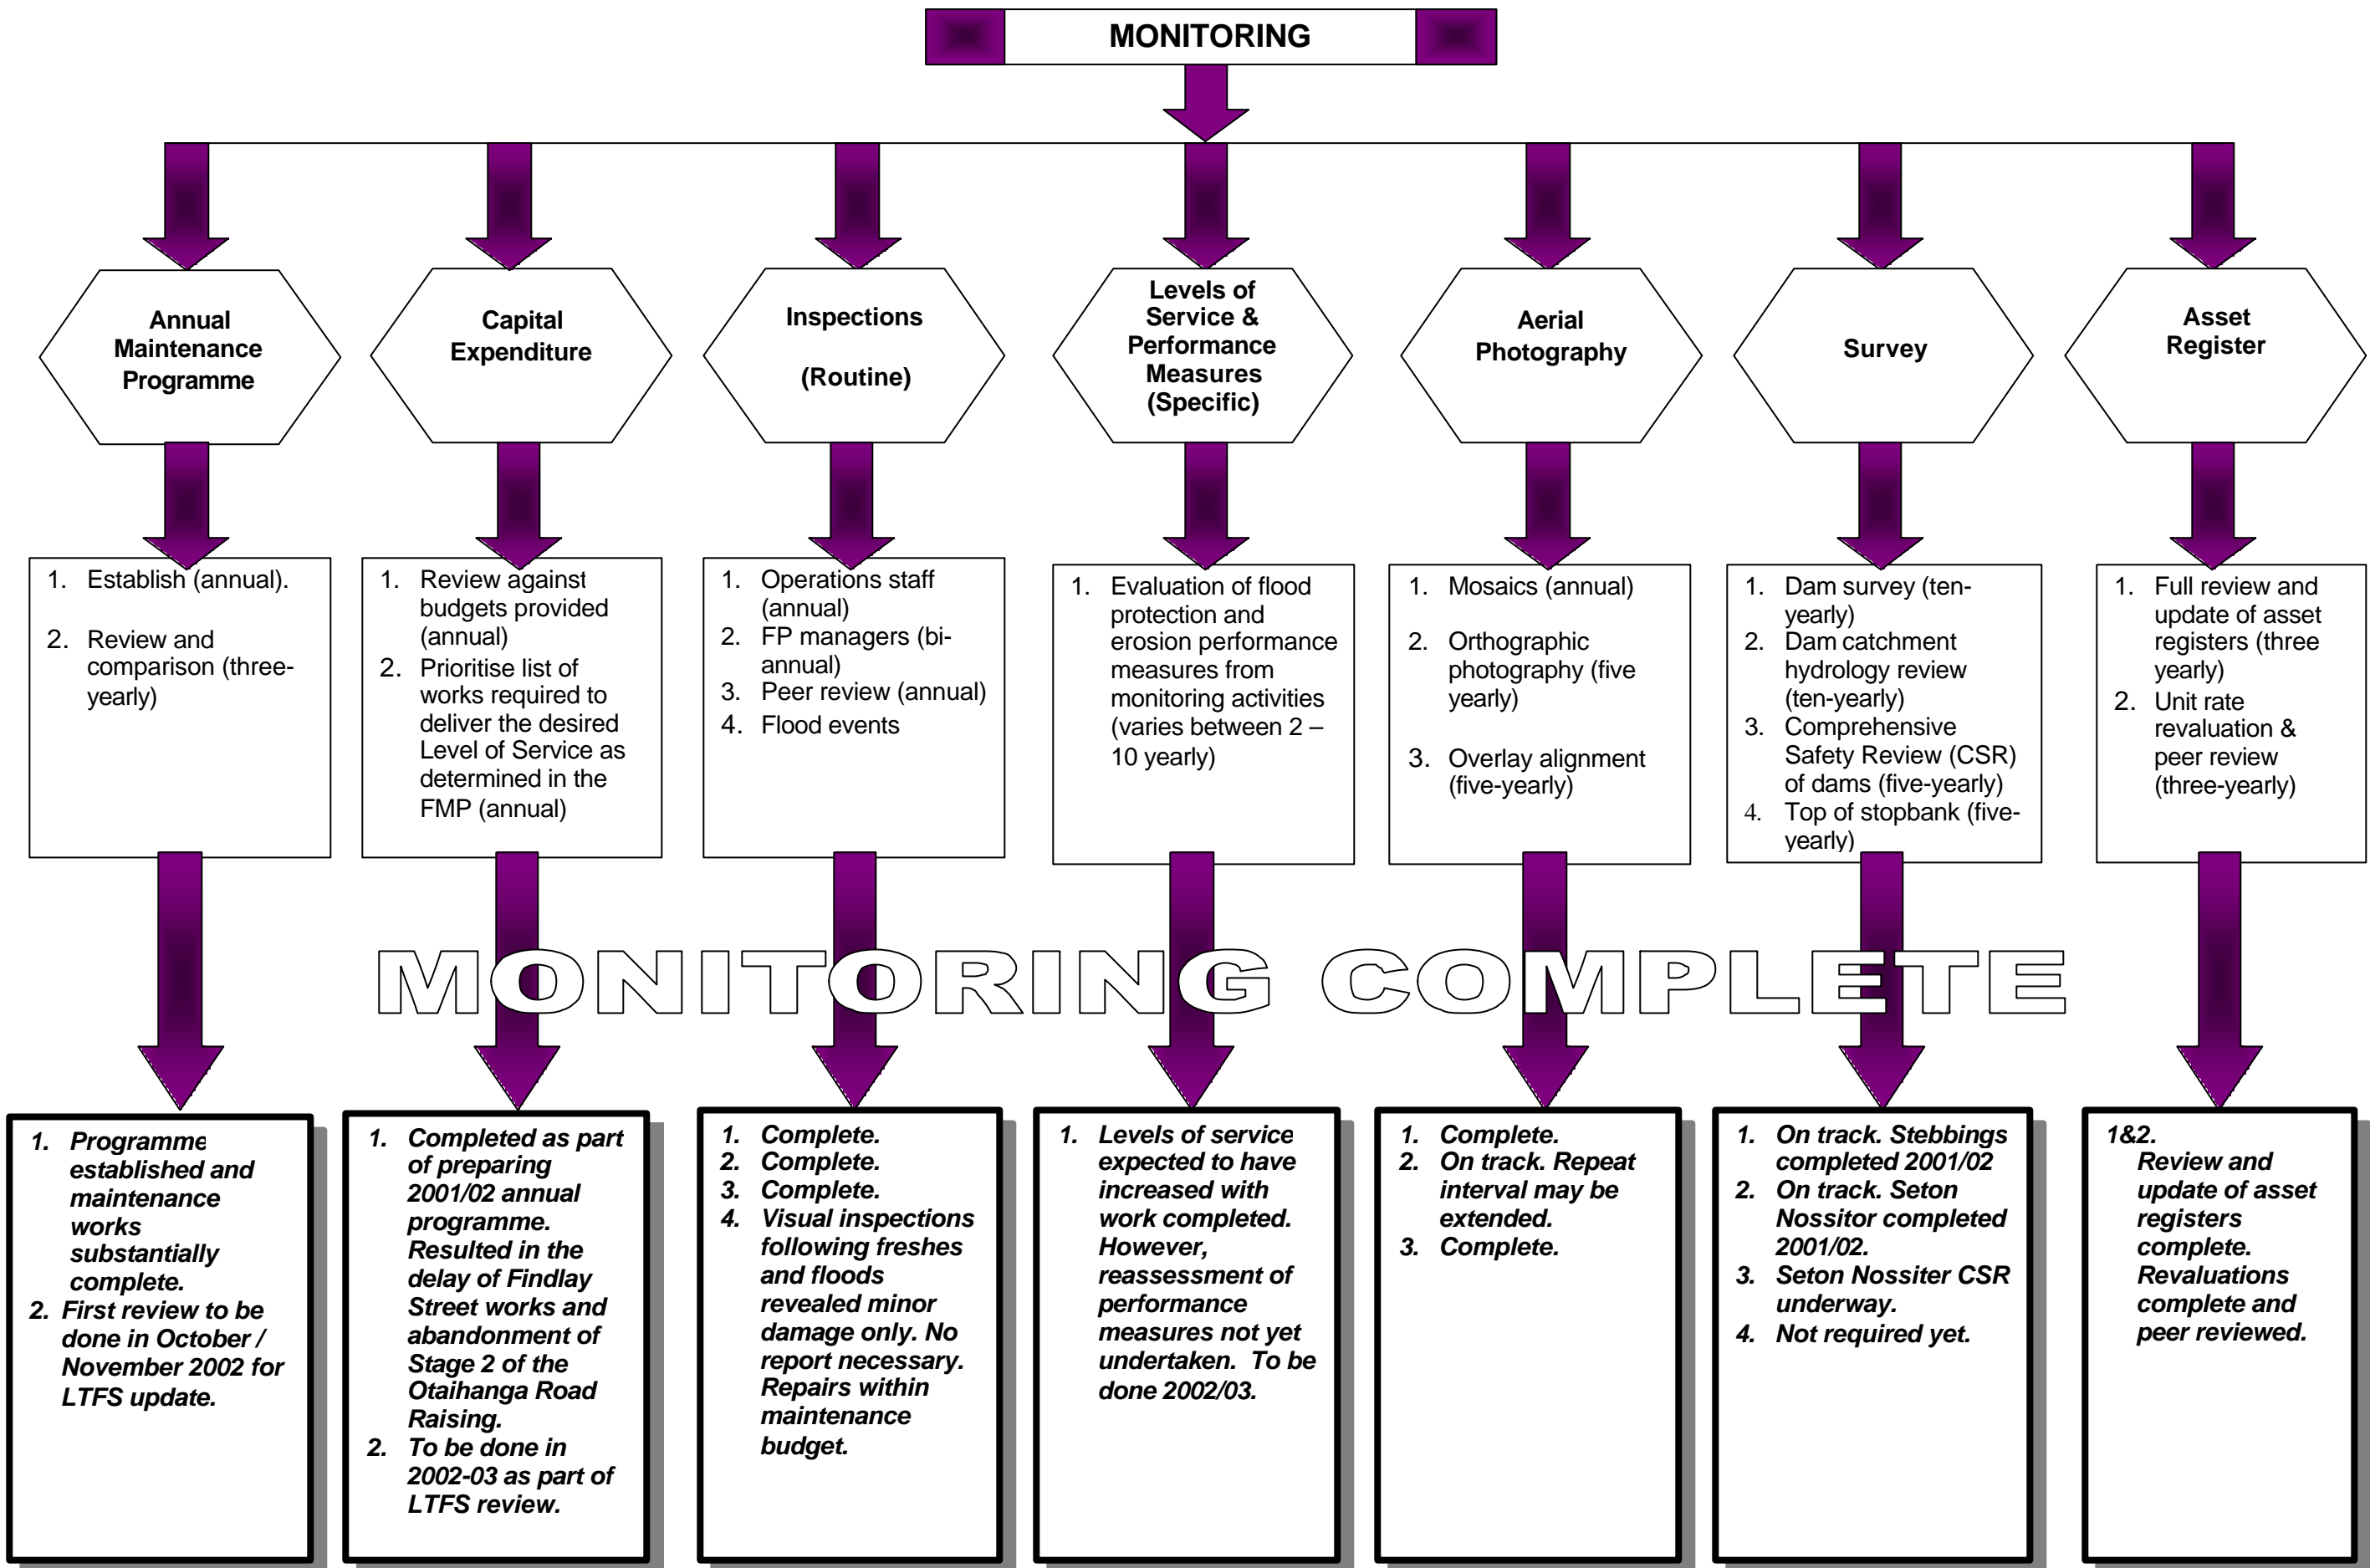 MONITORING
Annual
Maintenance
Programme
Capital
Expenditure
Inspections
(Routine)
Levels of
Service &
Performance
Measures
(Specific)
Aerial
Photography
Survey
Asset
Register
1. Establish (annual).
2. Review and
comparison (three-
yearly)
1. Review against
budgets provided
(annual)
2. Prioritise list of
works required to
deliver the desired
Level of Service as
determined in the
FMP (annual)
1. Operations staff
(annual)
2. FP managers (bi-
annual)
3. Peer review (annual)
4. Flood events
1. Evaluation of flood
protection and
erosion performance
measures from
monitoring activities
(varies between 2 –
10 yearly)
1. Mosaics (annual)
2. Orthographic
photography (five
yearly)
3. Overlay alignment
(five-yearly)
1. Dam survey (ten-
yearly)
2. Dam catchment
hydrology review
(ten-yearly)
3. Comprehensive
Safety Review (CSR)
of dams (five-yearly)
4. Top of stopbank (five-
yearly)
1. Full review and
update of asset
registers (three
yearly)
2. Unit rate
revaluation &
peer review
(three-yearly)
MONITORING COMPLETE
1. Programme
established and
maintenance
works
substantially
complete.
2. First review to be
done in October /
November 2002 for
LTFS update.
1. Completed as part
of preparing
2001/02 annual
programme.
Resulted in the
delay of Findlay
Street works and
abandonment of
Stage 2 of the
Otaihanga Road
Raising.
2. To be done in
2002-03 as part of
LTFS review.
1. Complete.
2. Complete.
3. Complete.
4. Visual inspections
following freshes
and floods
revealed minor
damage only. No
report necessary.
Repairs within
maintenance
budget.
1. Levels of service
expected to have
increased with
work completed.
However,
reassessment of
performance
measures not yet
undertaken. To be
done 2002/03.
1. Complete.
2. On track. Repeat
interval may be
extended.
3. Complete.
1. On track. Stebbings
completed 2001/02
2. On track. Seton
Nossitor completed
2001/02.
3. Seton Nossiter CSR
underway.
4. Not required yet.
1&2.
Review and
update of asset
registers
complete.
Revaluations
complete and
peer reviewed.